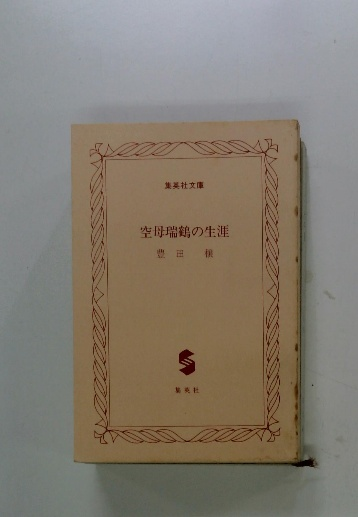 集英社文庫
空母瑞鶴の生涯
豊田 穣
集英社